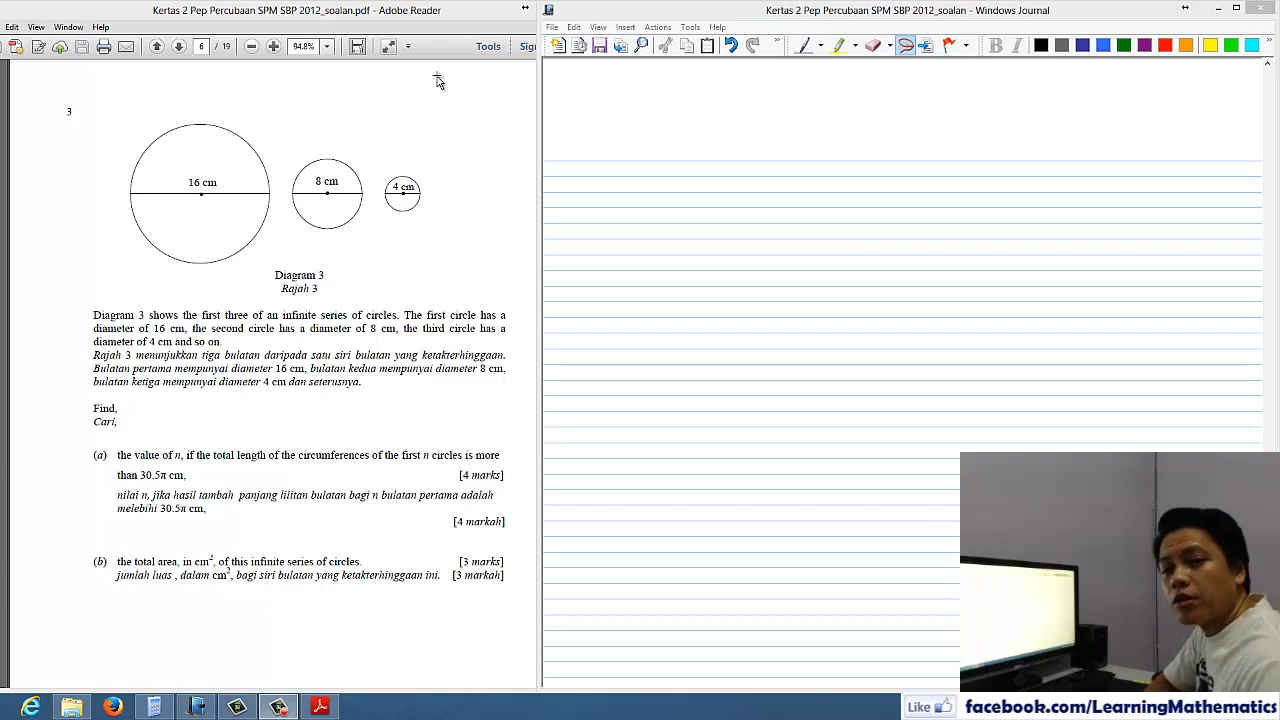 Kertas 2 Pep Percubaan SPM SBP 2012_soalan.pdf - Adobe Reader
Kertas 2 Pep Percubaan SPM SBP 2012_soalan - Windows Journal
Edit View Window Help
File Edit View Insert Actions Tools Help
6 / 19 94.8% Tools Sign
B I
3
16 cm
8 cm
4 cm
Diagram 3
Rajah 3
Diagram 3 shows the first three of an infinite series of circles. The first circle has a
diameter of 16 cm, the second circle has a diameter of 8 cm, the third circle has a
diameter of 4 cm and so on.
Rajah 3 menunjukkan tiga bulatan daripada satu siri bulatan yang ketakterhinggaan.
Bulatan pertama mempunyai diameter 16 cm, bulatan kedua mempunyai diameter 8 cm,
bulatan ketiga mempunyai diameter 4 cm dan seterusnya.
Find,
Cari,
(a) the value of n, if the total length of the circumferences of the first n circles is more
than 30.5π cm, [4 marks]
nilai n, jika hasil tambah panjang lilitan bulatan bagi n bulatan pertama adalah
melebihi 30.5π cm,
[4 markah]
(b) the total area, in cm², of this infinite series of circles. [3 marks]
jumlah luas , dalam cm², bagi siri bulatan yang ketakterhinggaan ini. [3 markah]
Like facebook.com/LearningMathematics